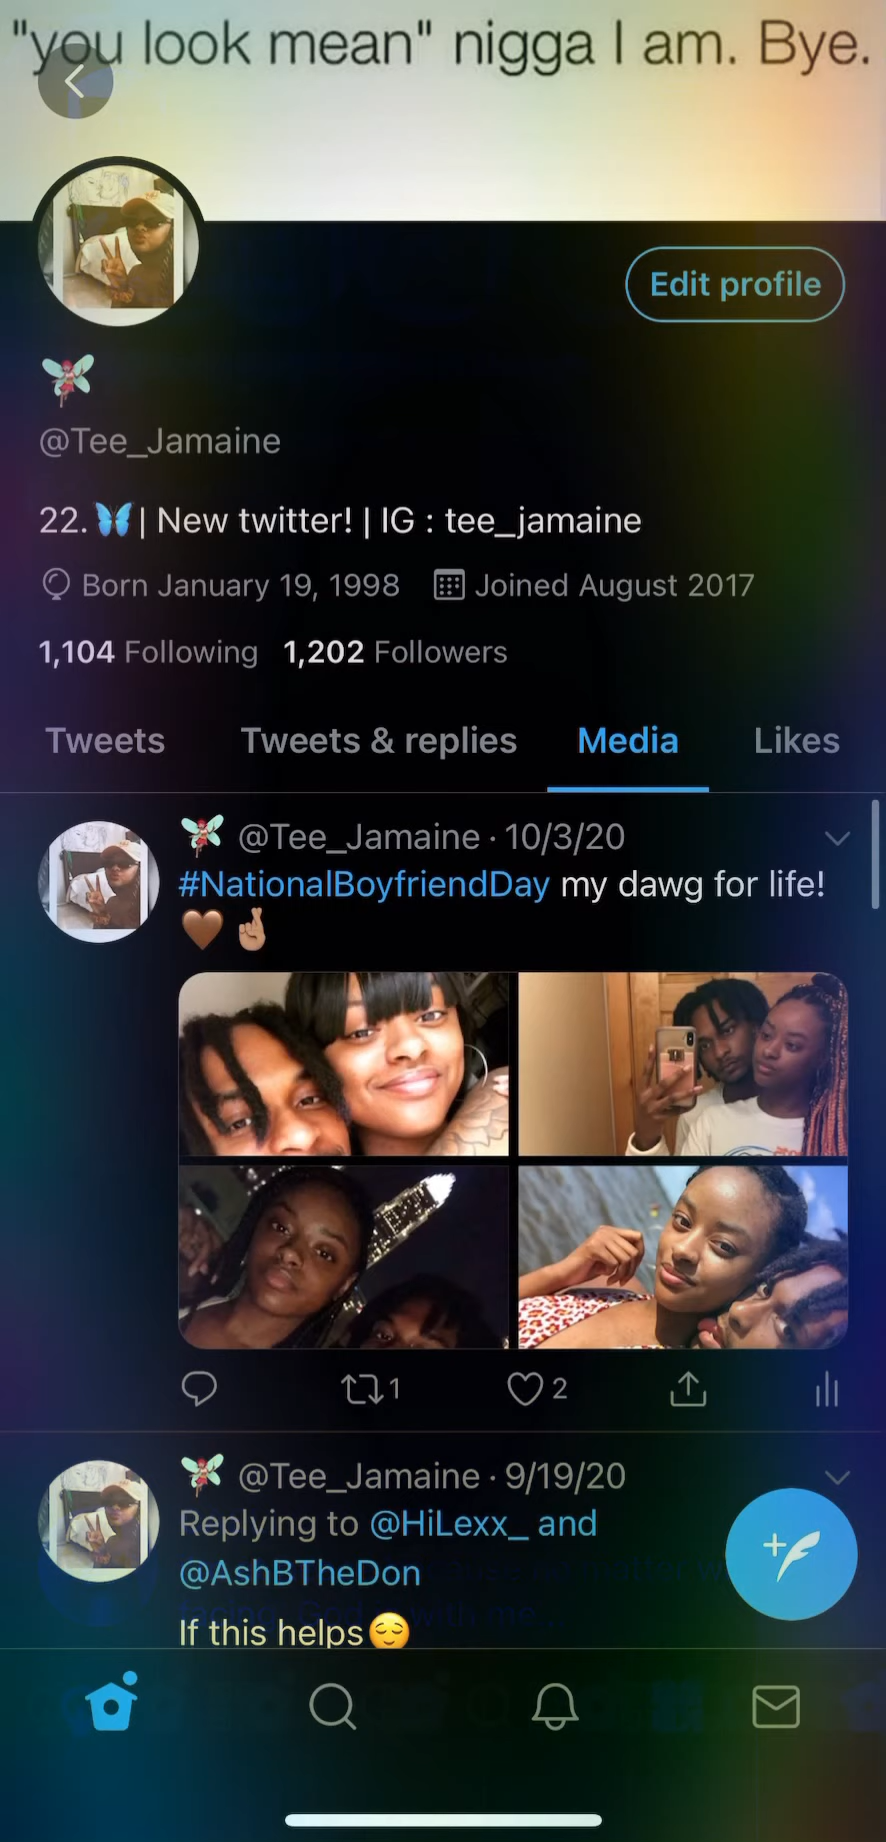 "you look mean" nigga I am. Bye.
Edit profile
@Tee_Jamaine
22.🦋 | New twitter! | IG : tee_jamaine
Born January 19, 1998 Joined August 2017
1,104 Following 1,202 Followers
Tweets Tweets & replies Media Likes
@Tee_Jamaine · 10/3/20
#NationalBoyfriendDay my dawg for life!
🤎🤞🏽
1 2
@Tee_Jamaine · 9/19/20
Replying to @HiLexx_ and
@AshBTheDon
If this helps😌